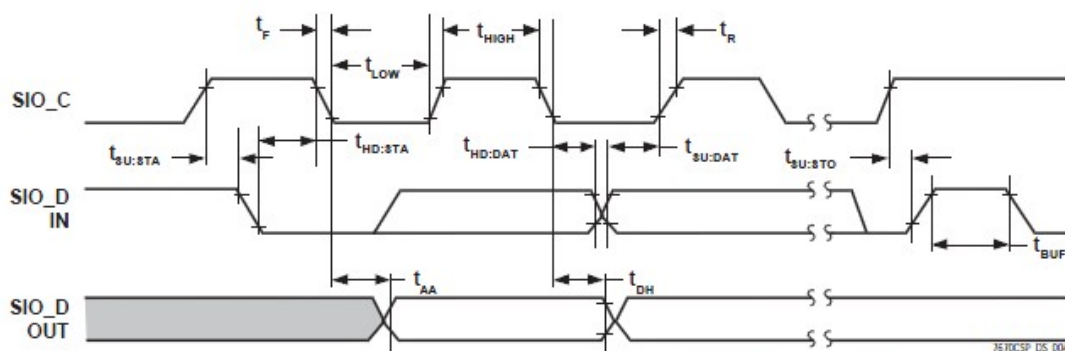 tF
tHIGH
tR
tLOW
SIO_C
tSU:STA
tHD:STA
tHD:DAT
tSU:DAT
tSU:STO
SIO_D
IN
tBUF
tAA
tDH
SIO_D
OUT
7670CSP_DS_004